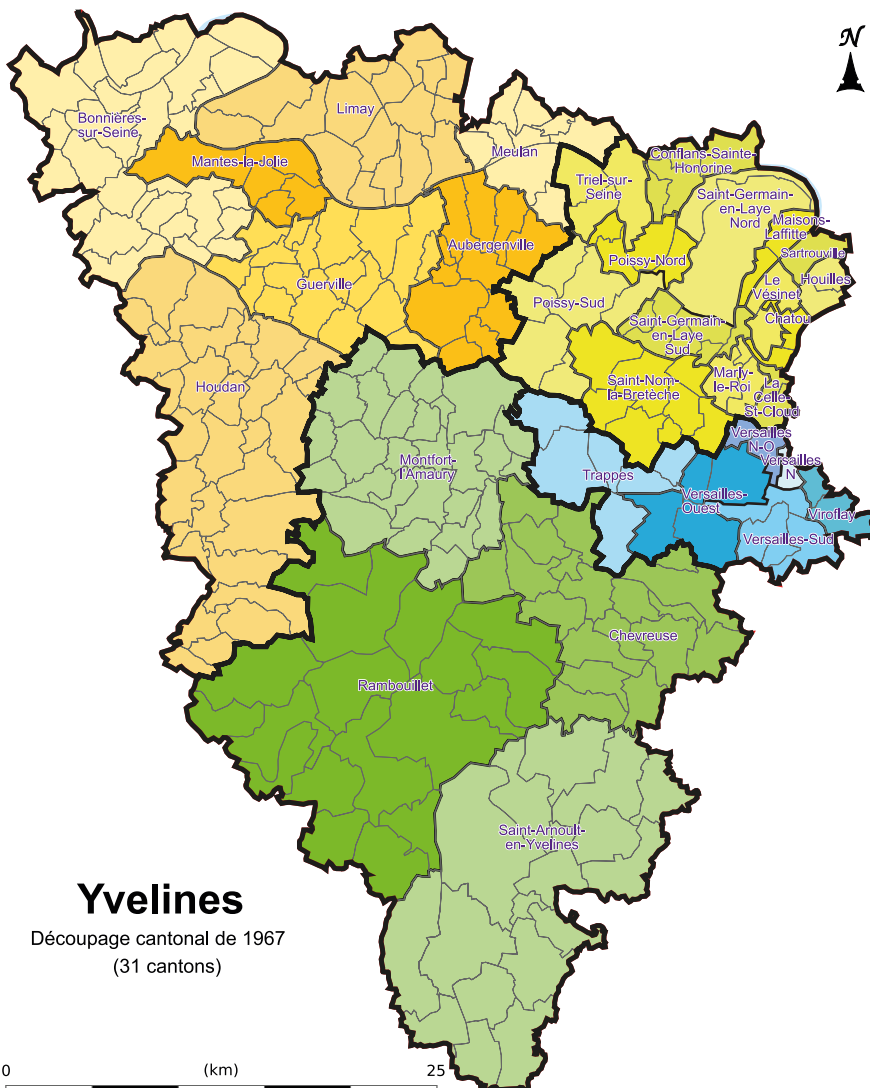 N
Bonnières-
sur-Seine
Limay
Mantes-la-Jolie
Meulan
Conflans-Sainte-
Honorine
Triel-sur-
Seine
Saint-Germain-
en-Laye
Nord
Maisons-
Laffitte
Aubergenville
Poissy-Nord
Sartrouville
Guerville
Le
Vésinet
Houilles
Poissy-Sud
Chatou
Saint-Germain-
en-Laye
Sud
Houdan
Saint-Nom-
la-Bretèche
Marly-
le-Roi
La
Celle-
St-Cloud
Versailles
N-O
Versailles
N
Montfort-
l'Amaury
Trappes
Versailles-
Ouest
Viroflay
Versailles-Sud
Chevreuse
Rambouillet
Saint-Arnoult-
en-Yvelines
Yvelines
Découpage cantonal de 1967
(31 cantons)
0 (km) 25